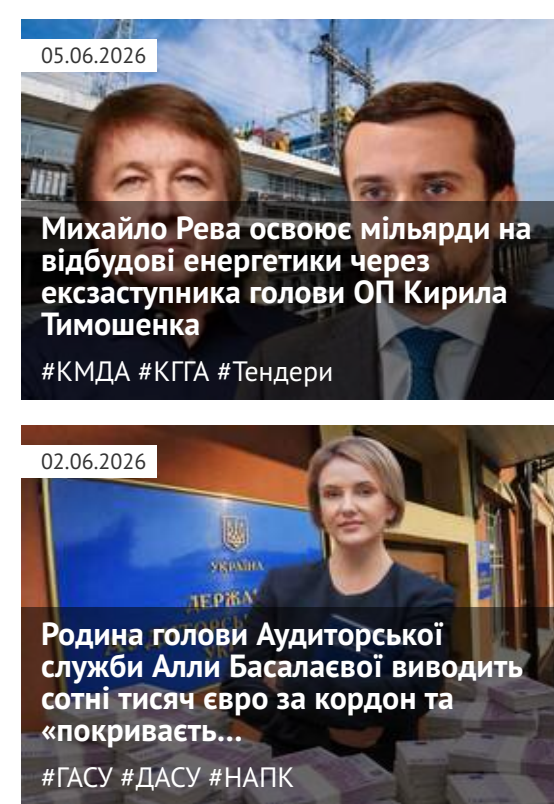 05.06.2026
Михайло Рева освоює мільярди на
відбудові енергетики через
ексзаступника голови ОП Кирила
Тимошенка
#КМДА #КГГА #Тендери
02.06.2026
УКРАЇНА
ДЕРЖА
Родина голови Аудиторської
служби Алли Басалаєвої виводить
сотні тисяч євро за кордон та
«покриваєть...
#ГАСУ #ДАСУ #НАПК